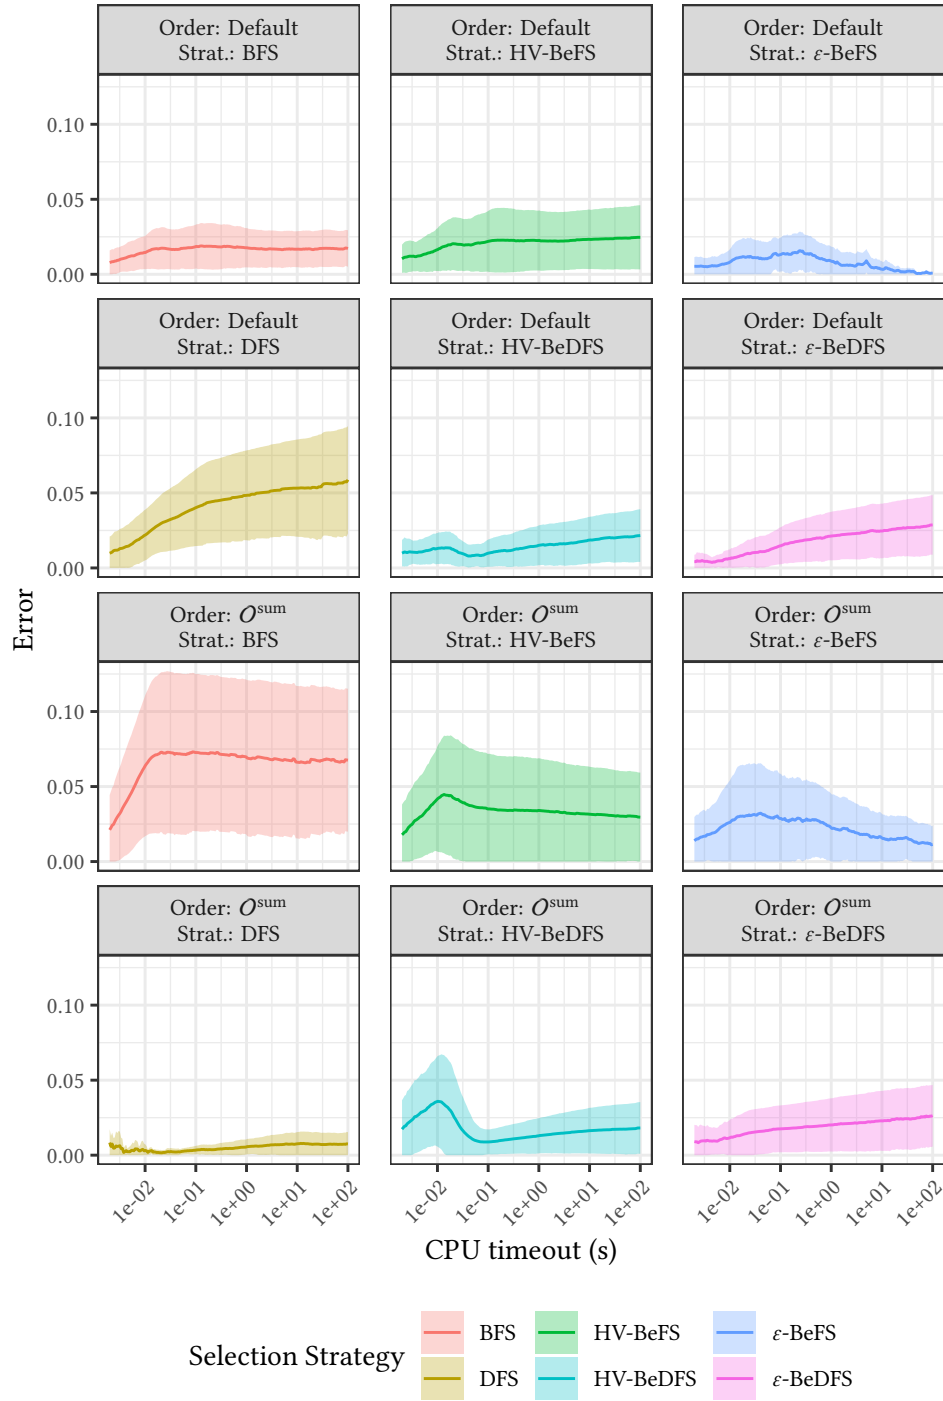 Order: Default
Strat.: BFS
Order: Default
Strat.: HV-BeFS
Order: Default
Strat.: ε-BeFS
0.10
0.05
0.00
Order: Default
Strat.: DFS
Order: Default
Strat.: HV-BeDFS
Order: Default
Strat.: ε-BeDFS
0.10
0.05
0.00
Error
Order: O^sum
Strat.: BFS
Order: O^sum
Strat.: HV-BeFS
Order: O^sum
Strat.: ε-BeFS
0.10
0.05
0.00
Order: O^sum
Strat.: DFS
Order: O^sum
Strat.: HV-BeDFS
Order: O^sum
Strat.: ε-BeDFS
0.10
0.05
0.00
1e-02 1e-01 1e+00 1e+01 1e+02
1e-02 1e-01 1e+00 1e+01 1e+02
1e-02 1e-01 1e+00 1e+01 1e+02
CPU timeout (s)
Selection Strategy
BFS HV-BeFS ε-BeFS
DFS HV-BeDFS ε-BeDFS